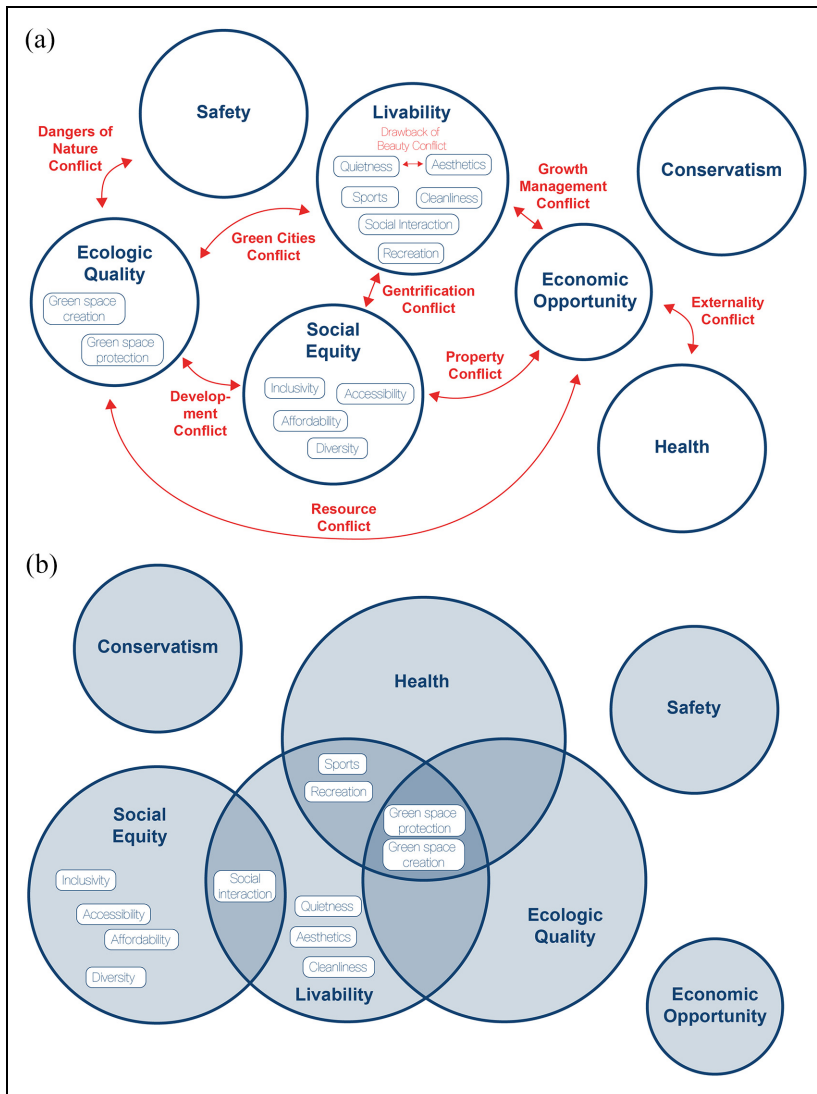 (a)
Safety
Livability
Drawback of
Beauty Conflict
Quietness
Aesthetics
Sports
Cleanliness
Social Interaction
Recreation
Dangers of
Nature
Conflict
Growth
Management
Conflict
Conservatism
Ecologic
Quality
Green space
creation
Green space
protection
Green Cities
Conflict
Gentrification
Conflict
Economic
Opportunity
Externality
Conflict
Social
Equity
Inclusivity
Accessibility
Affordability
Diversity
Property
Conflict
Develop-
ment
Conflict
Health
Resource
Conflict
(b)
Conservatism
Health
Safety
Sports
Recreation
Green space
protection
Green space
creation
Social
Equity
Inclusivity
Accessibility
Affordability
Diversity
Social
interaction
Quietness
Aesthetics
Cleanliness
Livability
Ecologic
Quality
Economic
Opportunity